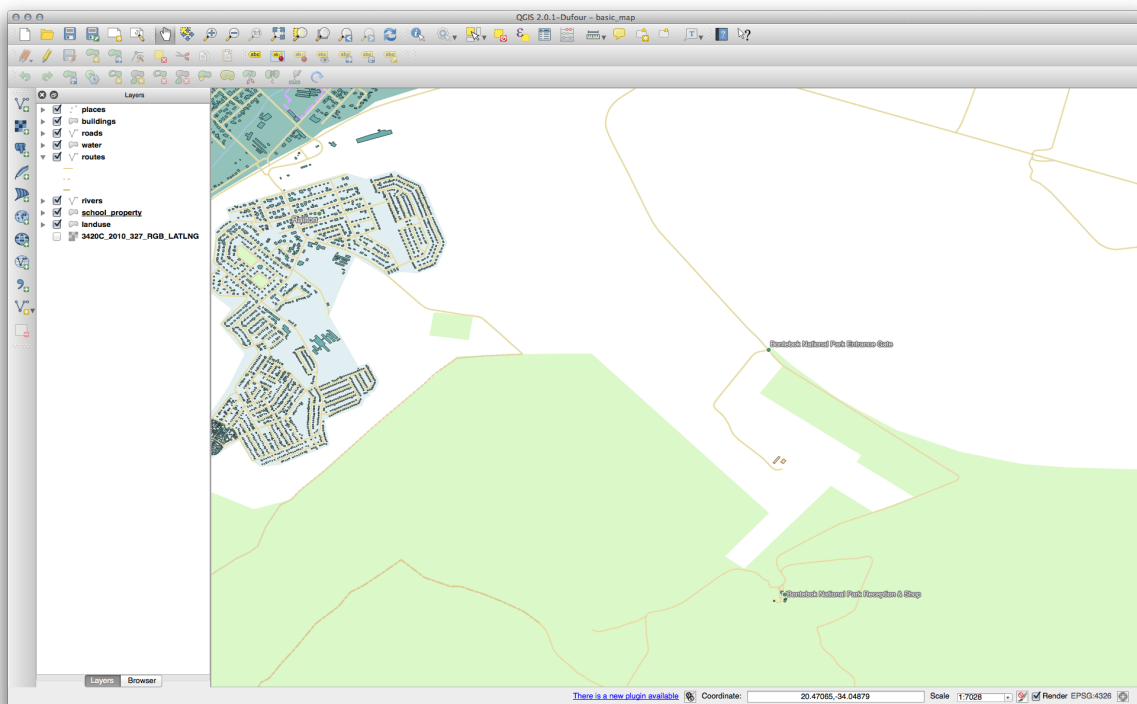 QGIS 2.0.1-Dufour – basic_map
Layers
places
buildings
roads
water
routes
rivers
school_property
landuse
3420C_2010_327_RGB_LATLNG
Railton
Bontebok National Park Entrance Gate
Bontebok National Park Reception & Shop
Layers Browser
There is a new plugin available Coordinate: 20.47065,-34.04879 Scale 1:7028 Render EPSG:4326